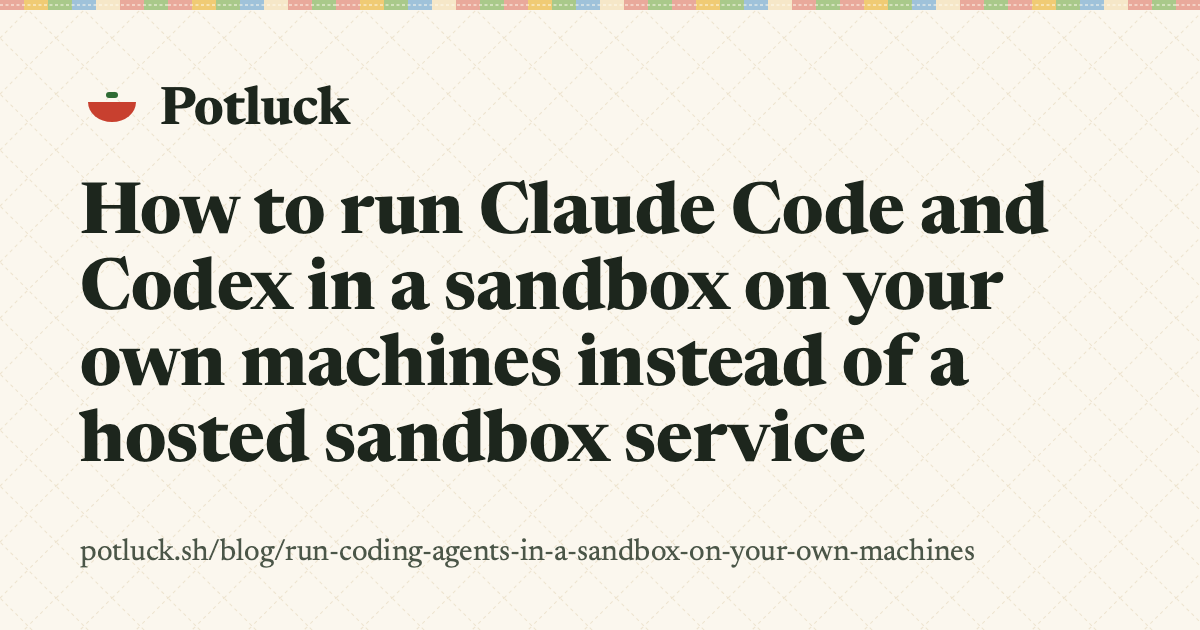 Potluck
How to run Claude Code and
Codex in a sandbox on your
own machines instead of a
hosted sandbox service
potluck.sh/blog/run-coding-agents-in-a-sandbox-on-your-own-machines